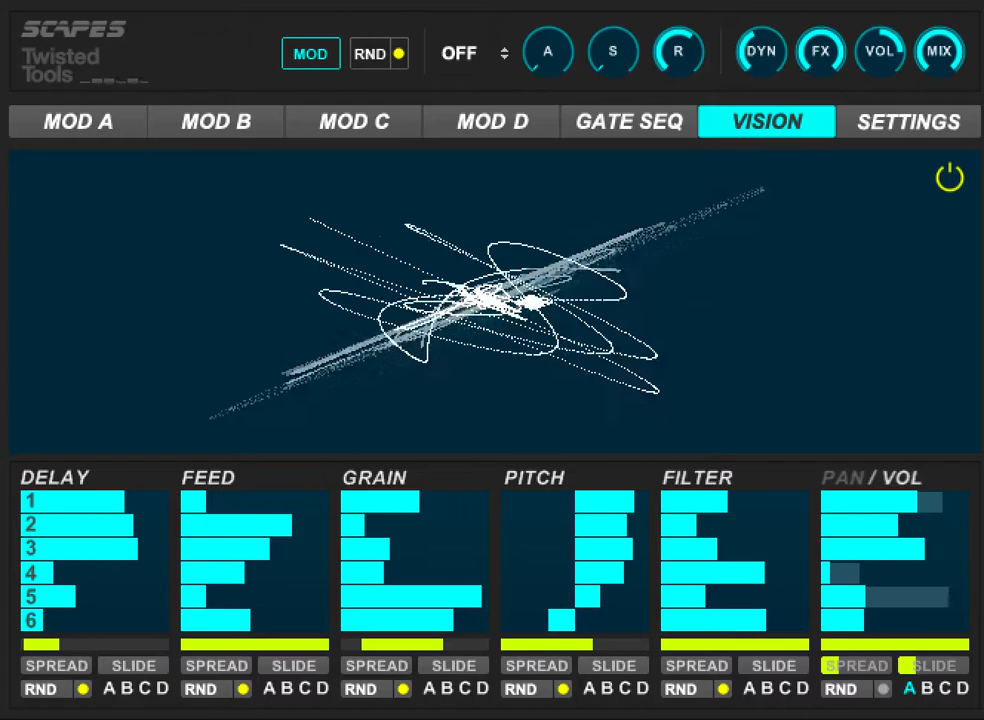 SCAPES
Twisted
Tools
MOD RND OFF A S R DYN FX VOL MIX
MOD A MOD B MOD C MOD D GATE SEQ VISION SETTINGS
DELAY FEED GRAIN PITCH FILTER PAN / VOL
1
2
3
4
5
6
SPREAD SLIDE SPREAD SLIDE SPREAD SLIDE SPREAD SLIDE SPREAD SLIDE SPREAD SLIDE
RND A B C D RND A B C D RND A B C D RND A B C D RND A B C D RND A B C D